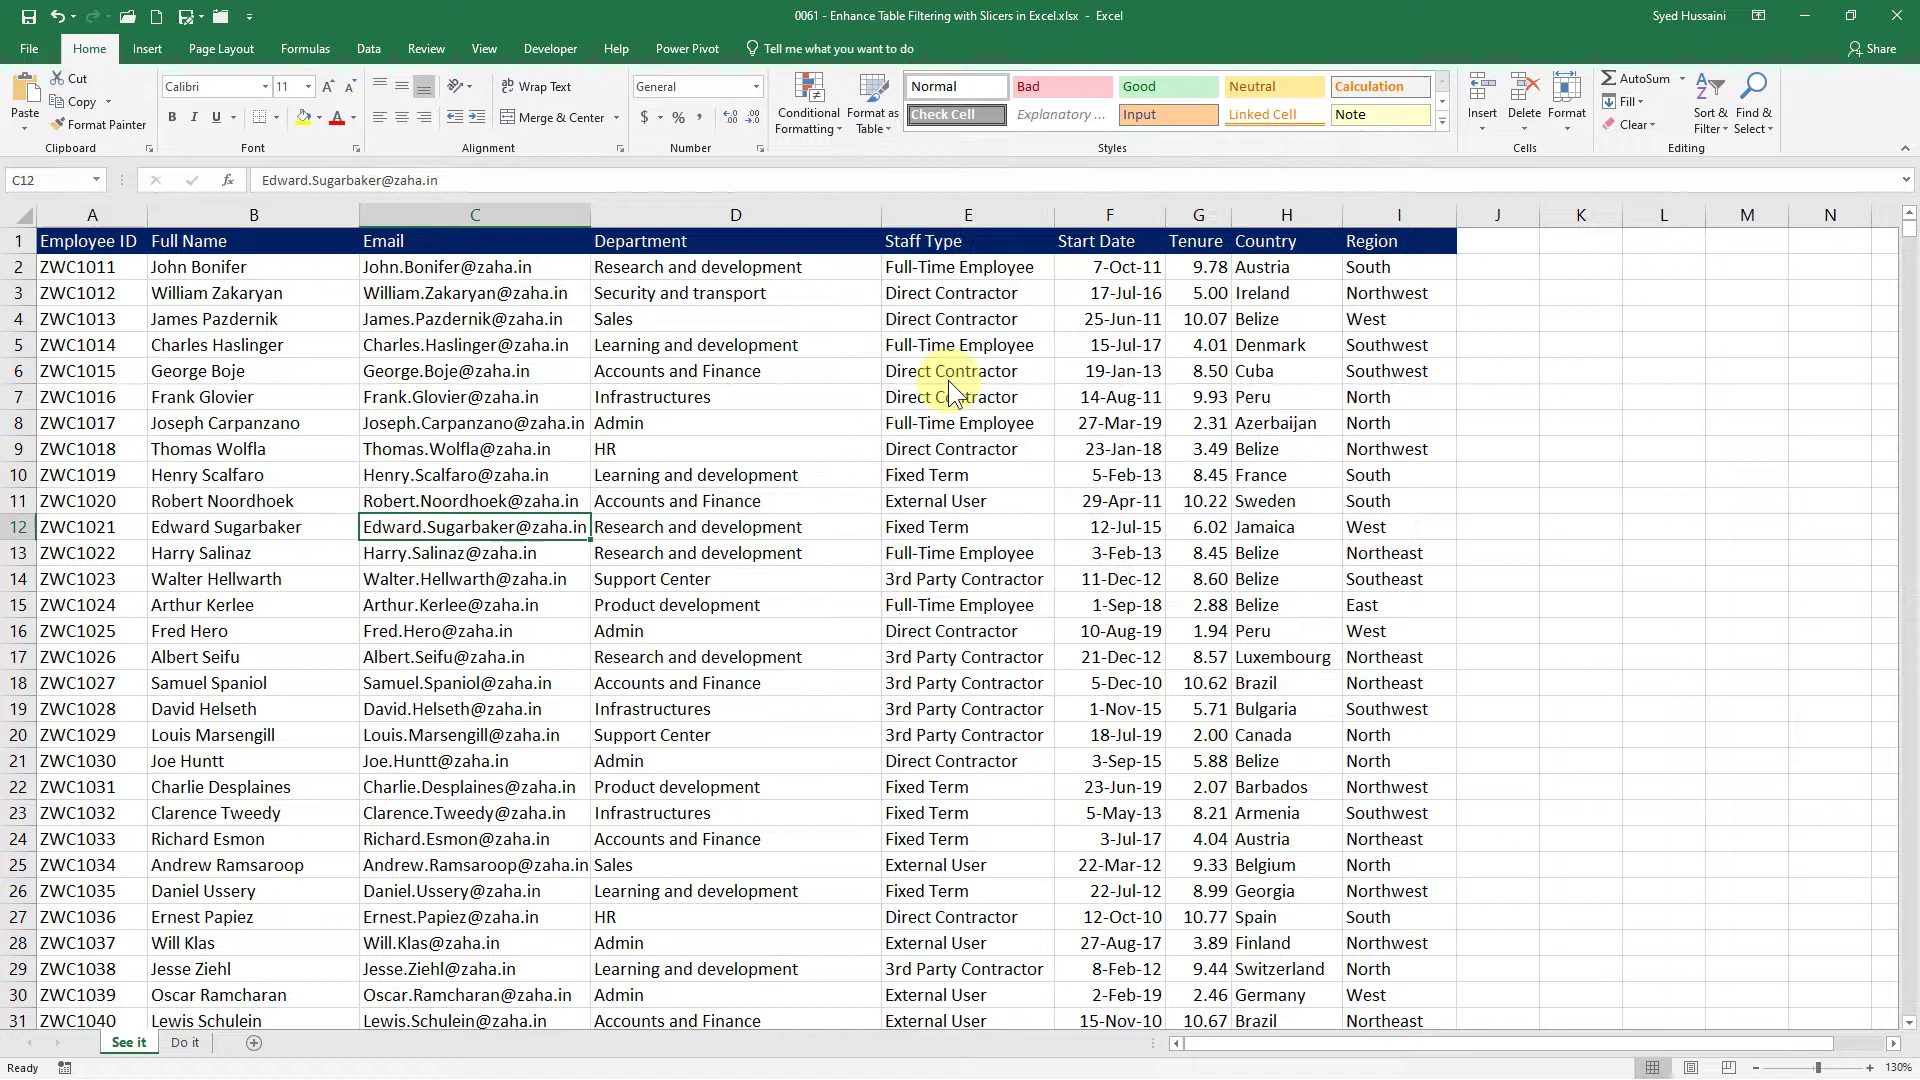 0061 - Enhance Table Filtering with Slicers in Excel.xlsx - Excel
Syed Hussaini
File Home Insert Page Layout Formulas Data Review View Developer Help Power Pivot Tell me what you want to do Share
Paste
Cut
Copy
Format Painter
Clipboard
Calibri 11
B I U
Font
Wrap Text
Merge & Center
Alignment
General
$ % ,
Number
Conditional Formatting
Format as Table
Normal Bad Good Neutral Calculation
Check Cell Explanatory ... Input Linked Cell Note
Styles
Insert Delete Format
Cells
AutoSum
Fill
Clear
Sort & Filter
Find & Select
Editing
C12 fx Edward.Sugarbaker@zaha.in
A B C D E F G H I J K L M N
1 Employee ID Full Name Email Department Staff Type Start Date Tenure Country Region
2 ZWC1011 John Bonifer John.Bonifer@zaha.in Research and development Full-Time Employee 7-Oct-11 9.78 Austria South
3 ZWC1012 William Zakaryan William.Zakaryan@zaha.in Security and transport Direct Contractor 17-Jul-16 5.00 Ireland Northwest
4 ZWC1013 James Pazdernik James.Pazdernik@zaha.in Sales Direct Contractor 25-Jun-11 10.07 Belize West
5 ZWC1014 Charles Haslinger Charles.Haslinger@zaha.in Learning and development Full-Time Employee 15-Jul-17 4.01 Denmark Southwest
6 ZWC1015 George Boje George.Boje@zaha.in Accounts and Finance Direct Contractor 19-Jan-13 8.50 Cuba Southwest
7 ZWC1016 Frank Glovier Frank.Glovier@zaha.in Infrastructures Direct Contractor 14-Aug-11 9.93 Peru North
8 ZWC1017 Joseph Carpanzano Joseph.Carpanzano@zaha.in Admin Full-Time Employee 27-Mar-19 2.31 Azerbaijan North
9 ZWC1018 Thomas Wolfla Thomas.Wolfla@zaha.in HR Direct Contractor 23-Jan-18 3.49 Belize Northwest
10 ZWC1019 Henry Scalfaro Henry.Scalfaro@zaha.in Learning and development Fixed Term 5-Feb-13 8.45 France South
11 ZWC1020 Robert Noordhoek Robert.Noordhoek@zaha.in Accounts and Finance External User 29-Apr-11 10.22 Sweden South
12 ZWC1021 Edward Sugarbaker Edward.Sugarbaker@zaha.in Research and development Fixed Term 12-Jul-15 6.02 Jamaica West
13 ZWC1022 Harry Salinaz Harry.Salinaz@zaha.in Research and development Full-Time Employee 3-Feb-13 8.45 Belize Northeast
14 ZWC1023 Walter Hellwarth Walter.Hellwarth@zaha.in Support Center 3rd Party Contractor 11-Dec-12 8.60 Belize Southeast
15 ZWC1024 Arthur Kerlee Arthur.Kerlee@zaha.in Product development Full-Time Employee 1-Sep-18 2.88 Belize East
16 ZWC1025 Fred Hero Fred.Hero@zaha.in Admin Direct Contractor 10-Aug-19 1.94 Peru West
17 ZWC1026 Albert Seifu Albert.Seifu@zaha.in Research and development 3rd Party Contractor 21-Dec-12 8.57 Luxembourg Northeast
18 ZWC1027 Samuel Spaniol Samuel.Spaniol@zaha.in Accounts and Finance 3rd Party Contractor 5-Dec-10 10.62 Brazil Northeast
19 ZWC1028 David Helseth David.Helseth@zaha.in Infrastructures 3rd Party Contractor 1-Nov-15 5.71 Bulgaria Southwest
20 ZWC1029 Louis Marsengill Louis.Marsengill@zaha.in Support Center 3rd Party Contractor 18-Jul-19 2.00 Canada North
21 ZWC1030 Joe Huntt Joe.Huntt@zaha.in Admin Direct Contractor 3-Sep-15 5.88 Belize North
22 ZWC1031 Charlie Desplaines Charlie.Desplaines@zaha.in Product development Fixed Term 23-Jun-19 2.07 Barbados Northwest
23 ZWC1032 Clarence Tweedy Clarence.Tweedy@zaha.in Infrastructures Fixed Term 5-May-13 8.21 Armenia Southwest
24 ZWC1033 Richard Esmon Richard.Esmon@zaha.in Accounts and Finance Fixed Term 3-Jul-17 4.04 Austria Northeast
25 ZWC1034 Andrew Ramsaroop Andrew.Ramsaroop@zaha.in Sales External User 22-Mar-12 9.33 Belgium North
26 ZWC1035 Daniel Ussery Daniel.Ussery@zaha.in Learning and development Fixed Term 22-Jul-12 8.99 Georgia Northwest
27 ZWC1036 Ernest Papiez Ernest.Papiez@zaha.in HR Direct Contractor 12-Oct-10 10.77 Spain South
28 ZWC1037 Will Klas Will.Klas@zaha.in Admin External User 27-Aug-17 3.89 Finland Northwest
29 ZWC1038 Jesse Ziehl Jesse.Ziehl@zaha.in Learning and development 3rd Party Contractor 8-Feb-12 9.44 Switzerland North
30 ZWC1039 Oscar Ramcharan Oscar.Ramcharan@zaha.in Admin External User 2-Feb-19 2.46 Germany West
31 ZWC1040 Lewis Schulein Lewis.Schulein@zaha.in Accounts and Finance External User 15-Nov-10 10.67 Brazil Northeast
See it Do it
Ready 130%